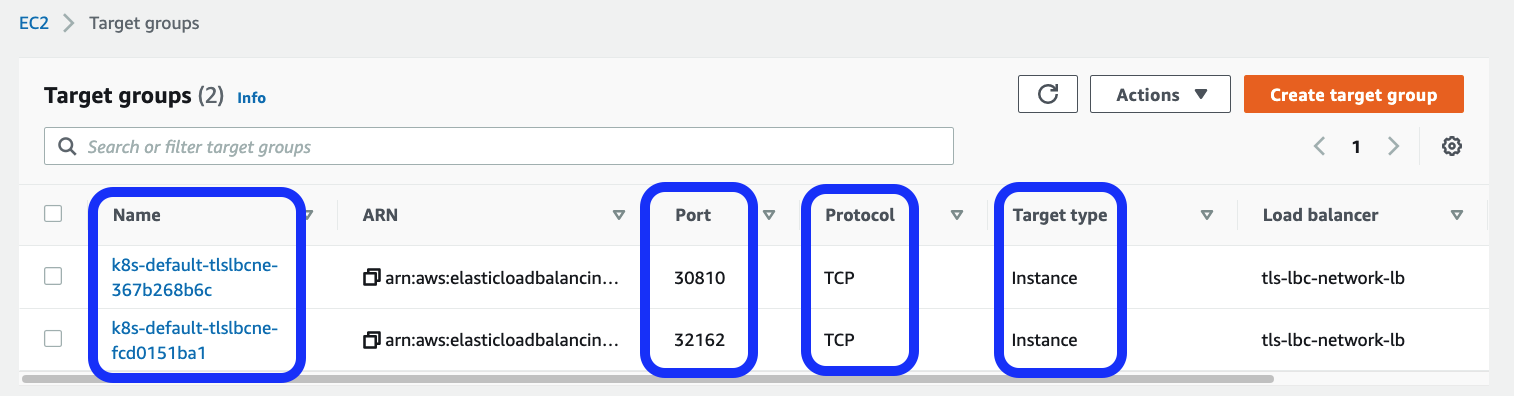 EC2 > Target groups
Target groups (2) Info
Actions
Create target group
Search or filter target groups
1
Name ARN Port Protocol Target type Load balancer
k8s-default-tlslbcne-
367b268b6c
arn:aws:elasticloadbalancin... 30810 TCP Instance tls-lbc-network-lb
k8s-default-tlslbcne-
fcd0151ba1
arn:aws:elasticloadbalancin... 32162 TCP Instance tls-lbc-network-lb